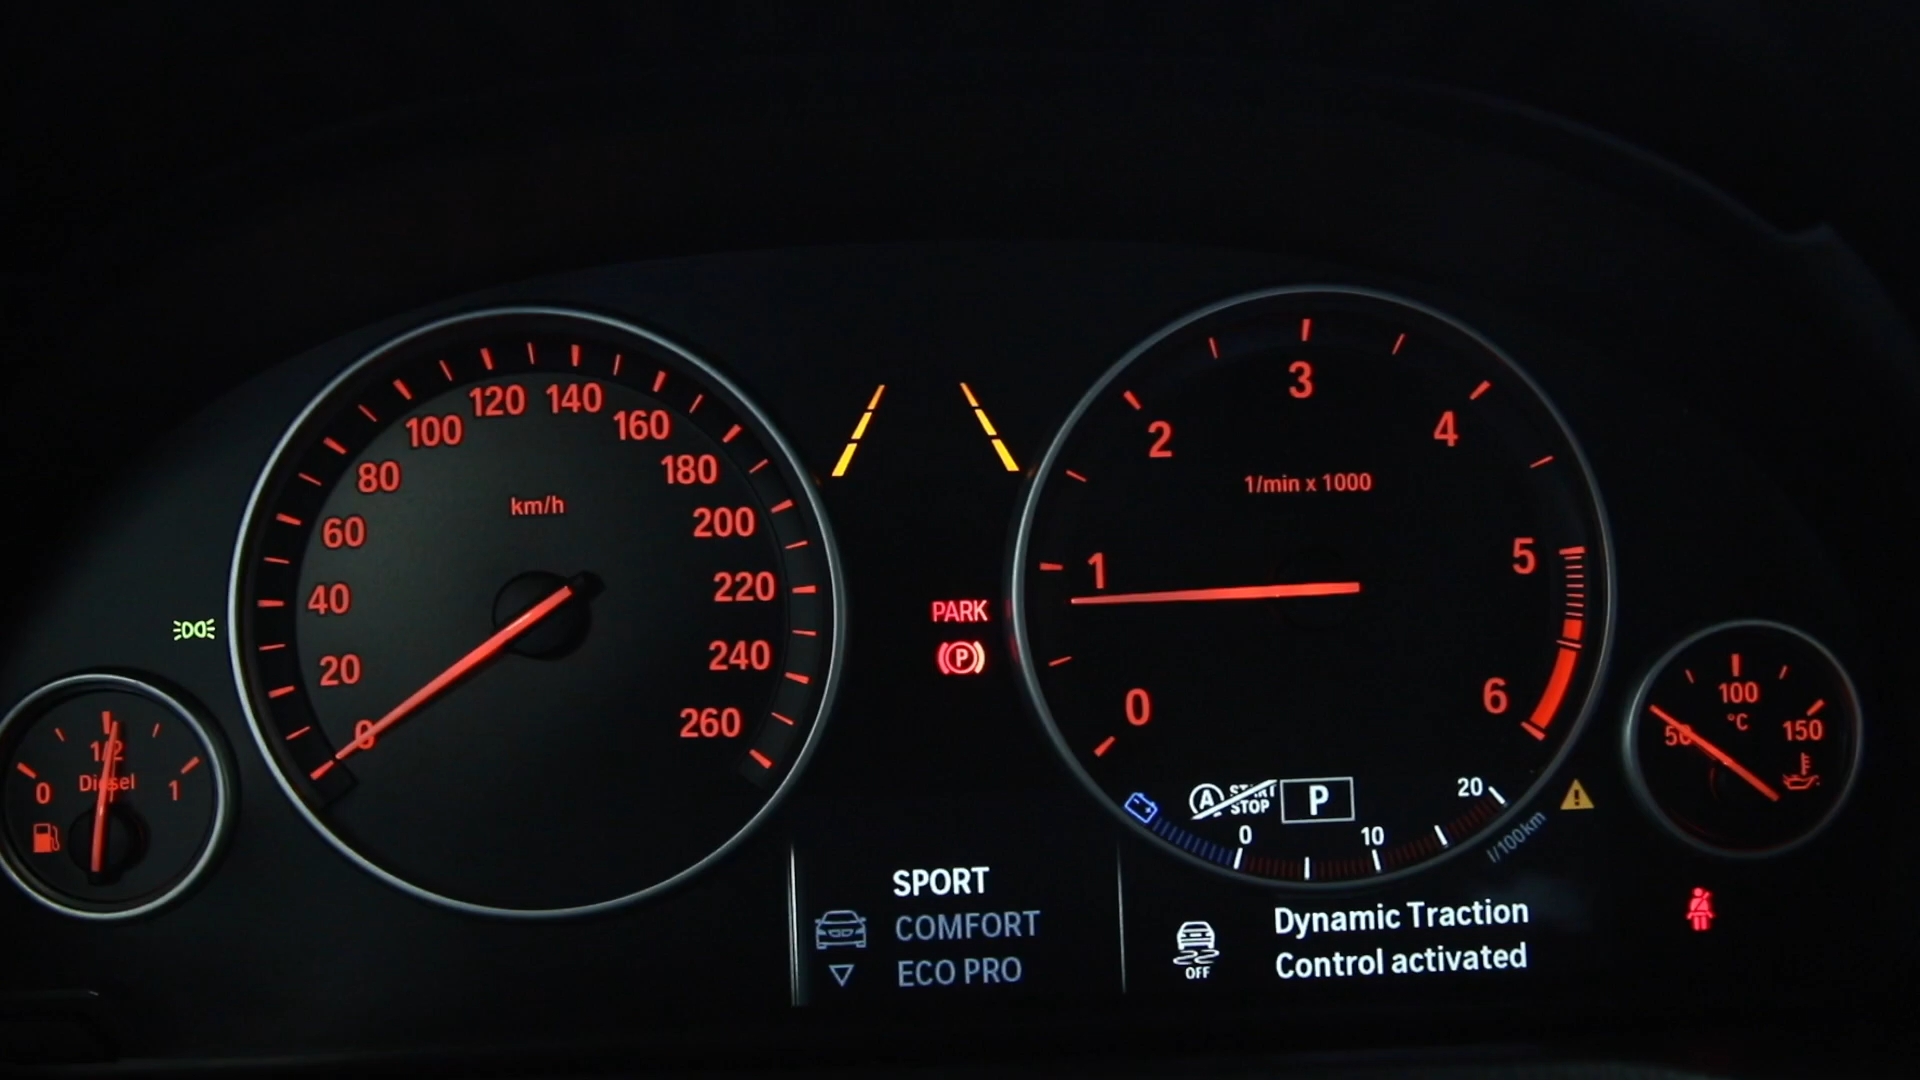 0
20
40
60
80
100
120
140
160
180
200
220
240
260
km/h
0
1/2
1
Diesel
PARK
P
0
1
2
3
4
5
6
1/min x 1000
A
START
STOP
P
0
10
20
l/100km
50
100
150
°C
SPORT
COMFORT
ECO PRO
OFF
Dynamic Traction
Control activated